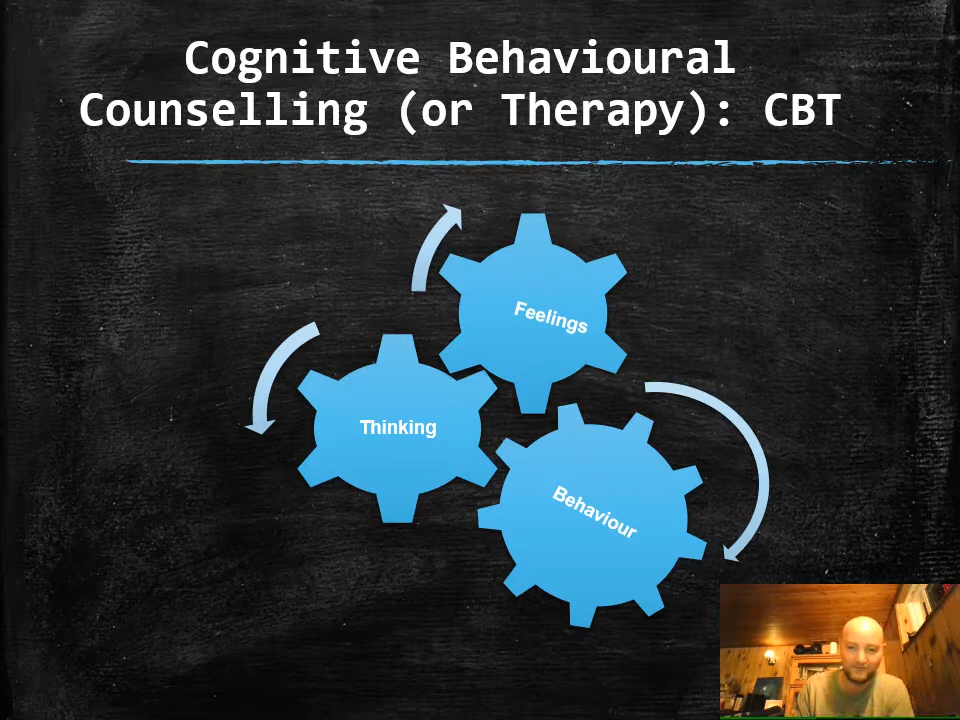 Cognitive Behavioural
Counselling (or Therapy): CBT
Feelings
Thinking
Behaviour